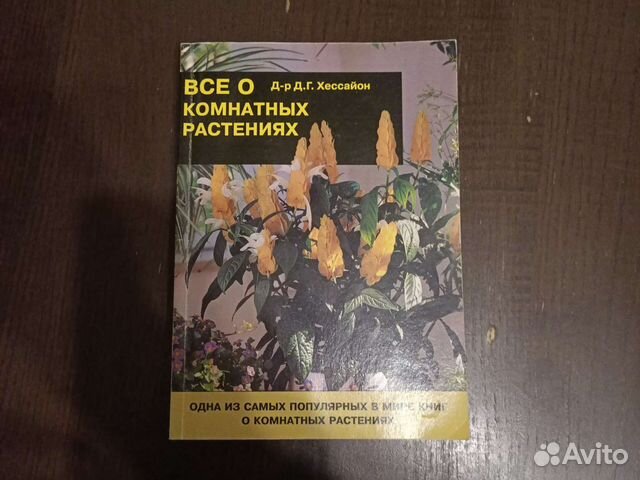 ВСЕ О Д-р Д.Г. Хессайон
КОМНАТНЫХ
РАСТЕНИЯХ
ОДНА ИЗ САМЫХ ПОПУЛЯРНЫХ В МИРЕ КНИГ
О КОМНАТНЫХ РАСТЕНИЯХ
Avito